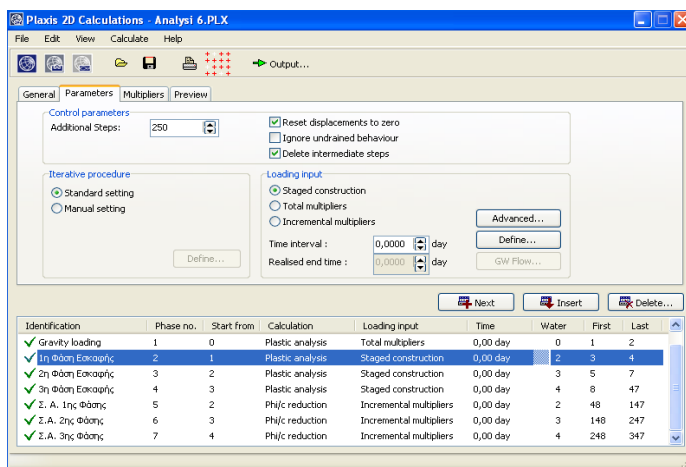 Plaxis 2D Calculations - Analysi 6.PLX
File Edit View Calculate Help
Output...
General Parameters Multipliers Preview
Control parameters
Additional Steps: 250
Reset displacements to zero
Ignore undrained behaviour
Delete intermediate steps
Iterative procedure
Standard setting
Manual setting
Define...
Loading input
Staged construction
Total multipliers
Incremental multipliers
Advanced...
Time interval : 0,0000 day Define...
Realised end time : 0,0000 day GW Flow...
Next Insert Delete...
Identification Phase no. Start from Calculation Loading input Time Water First Last
Gravity loading 1 0 Plastic analysis Total multipliers 0,00 day 0 1 2
1η Φάση Εσκαφής 2 1 Plastic analysis Staged construction 0,00 day 2 3 4
2η Φάση Εσκαφής 3 2 Plastic analysis Staged construction 0,00 day 3 5 7
3η Φάση Εσκαφής 4 3 Plastic analysis Staged construction 0,00 day 4 8 47
Σ. Α. 1ης Φάσης 5 2 Phi/c reduction Incremental multipliers 0,00 day 2 48 147
Σ.Α. 2ης Φάσης 6 3 Phi/c reduction Incremental multipliers 0,00 day 3 148 247
Σ.Α. 3ης Φάσης 7 4 Phi/c reduction Incremental multipliers 0,00 day 4 248 347